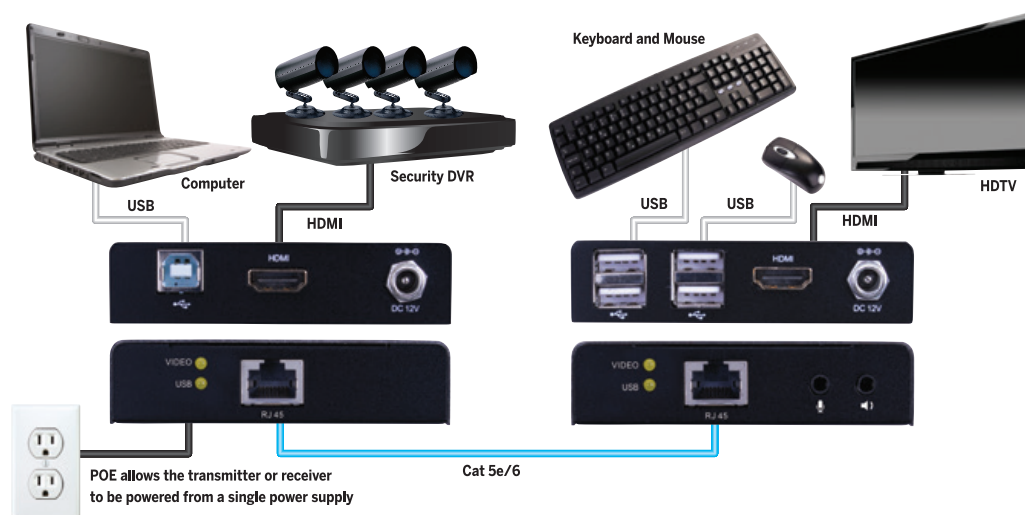 Keyboard and Mouse
Computer
Security DVR
HDTV
USB
HDMI
USB
USB
HDMI
HDMI
DC 12V
HDMI
DC 12V
VIDEO
USB
RJ 45
VIDEO
USB
RJ 45
Cat 5e/6
POE allows the transmitter or receiver
to be powered from a single power supply